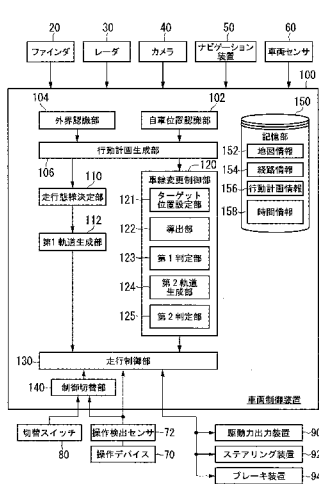 20
30
40
50
60
ファインダ
レーダ
カメラ
ナビゲーション
装置
車両センサ
100
104
102
150
外界認識部
自車位置認識部
記憶部
行動計画生成部
106
152
地図情報
154
経路情報
156
行動計画情報
158
時間情報
110
走行態様決定部
112
第1軌道生成部
120
車線変更制御部
121
ターゲット
位置設定部
122
導出部
123
第1判定部
124
第2軌道
生成部
125
第2判定部
130
走行制御部
140
制御切替部
車両制御装置
切替スイッチ
80
操作検出センサ
72
操作デバイス
70
駆動力出力装置
90
ステアリング装置
92
ブレーキ装置
94